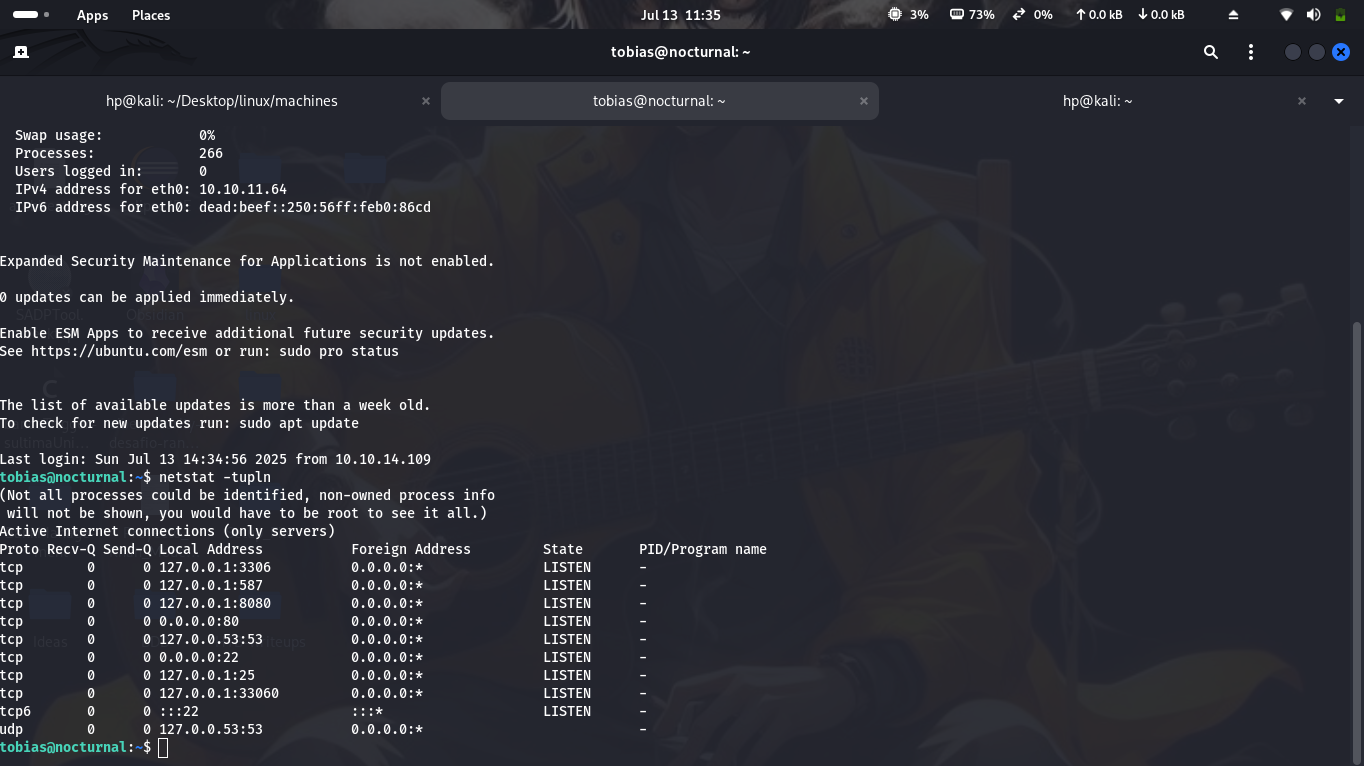 Apps Places Jul 13 11:35 3% 73% 0% 0.0 kB 0.0 kB
tobias@nocturnal: ~
hp@kali: ~/Desktop/linux/machines tobias@nocturnal: ~ hp@kali: ~
Swap usage: 0%
Processes: 266
Users logged in: 0
IPv4 address for eth0: 10.10.11.64
IPv6 address for eth0: dead:beef::250:56ff:feb0:86cd
Expanded Security Maintenance for Applications is not enabled.
0 updates can be applied immediately.
SADPTooL Obsidian
Enable ESM Apps to receive additional future security updates.
See https://ubuntu.com/esm or run: sudo pro status
The list of available updates is more than a week old.
To check for new updates run: sudo apt update
sultimaUni... desafio-ran...
Last login: Sun Jul 13 14:34:56 2025 from 10.10.14.109
tobias@nocturnal:~$ netstat -tupln
(Not all processes could be identified, non-owned process info
will not be shown, you would have to be root to see it all.)
Active Internet connections (only servers)
Proto Recv-Q Send-Q Local Address Foreign Address State PID/Program name
tcp 0 0 127.0.0.1:3306 0.0.0.0:* LISTEN -
tcp 0 0 127.0.0.1:587 0.0.0.0:* LISTEN -
tcp 0 0 127.0.0.1:8080 0.0.0.0:* LISTEN -
tcp 0 0 0.0.0.0:80 0.0.0.0:* LISTEN -
tcp 0 0 127.0.0.53:53 0.0.0.0:* LISTEN -
Ideas
tcp 0 0 0.0.0.0:22 0.0.0.0:* LISTEN -
tcp 0 0 127.0.0.1:25 0.0.0.0:* LISTEN -
tcp 0 0 127.0.0.1:33060 0.0.0.0:* LISTEN -
tcp6 0 0 :::22 :::* LISTEN -
udp 0 0 127.0.0.53:53 0.0.0.0:* -
tobias@nocturnal:~$